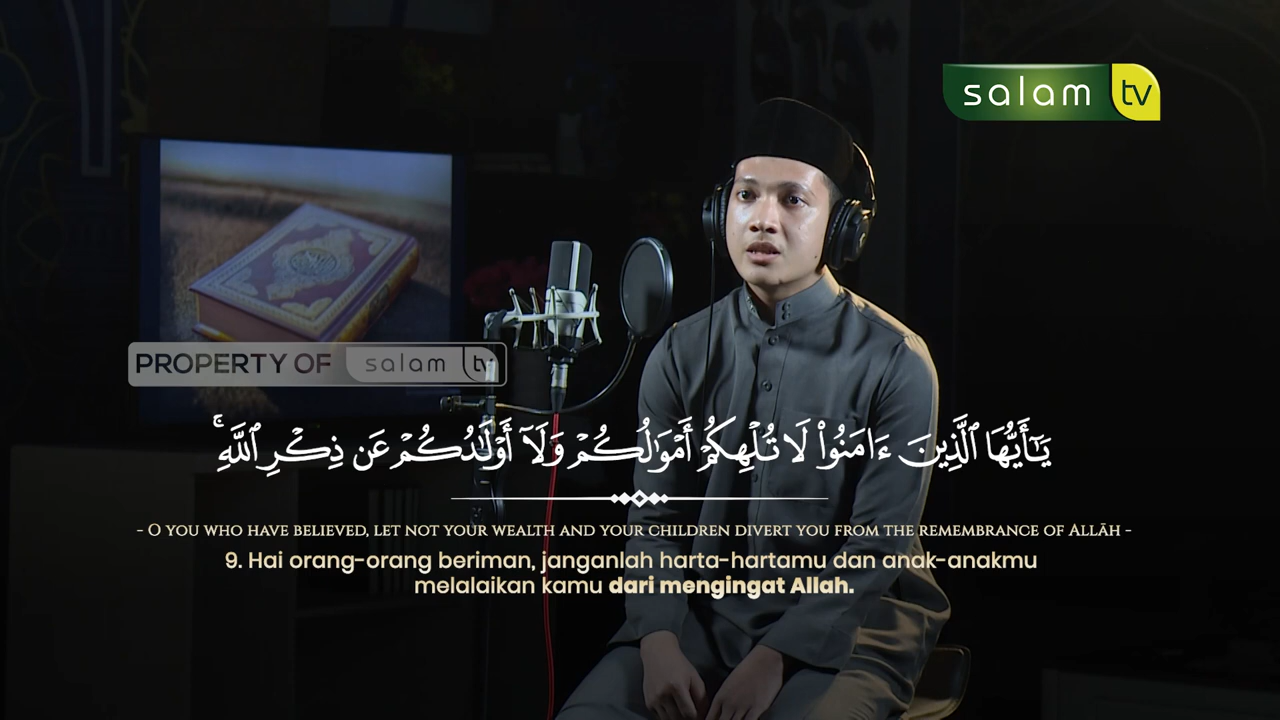 salam tv
PROPERTY OF salam tv
يَـٰٓأَيُّهَا ٱلَّذِينَ ءَامَنُوا۟ لَا تُلْهِكُمْ أَمْوَٰلُكُمْ وَلَآ أَوْلَـٰدُكُمْ عَن ذِكْرِ ٱللَّهِ ۚ
- O YOU WHO HAVE BELIEVED, LET NOT YOUR WEALTH AND YOUR CHILDREN DIVERT YOU FROM THE REMEMBRANCE OF ALLĀH -
9. Hai orang-orang beriman, janganlah harta-hartamu dan anak-anakmu
melalaikan kamu dari mengingat Allah.